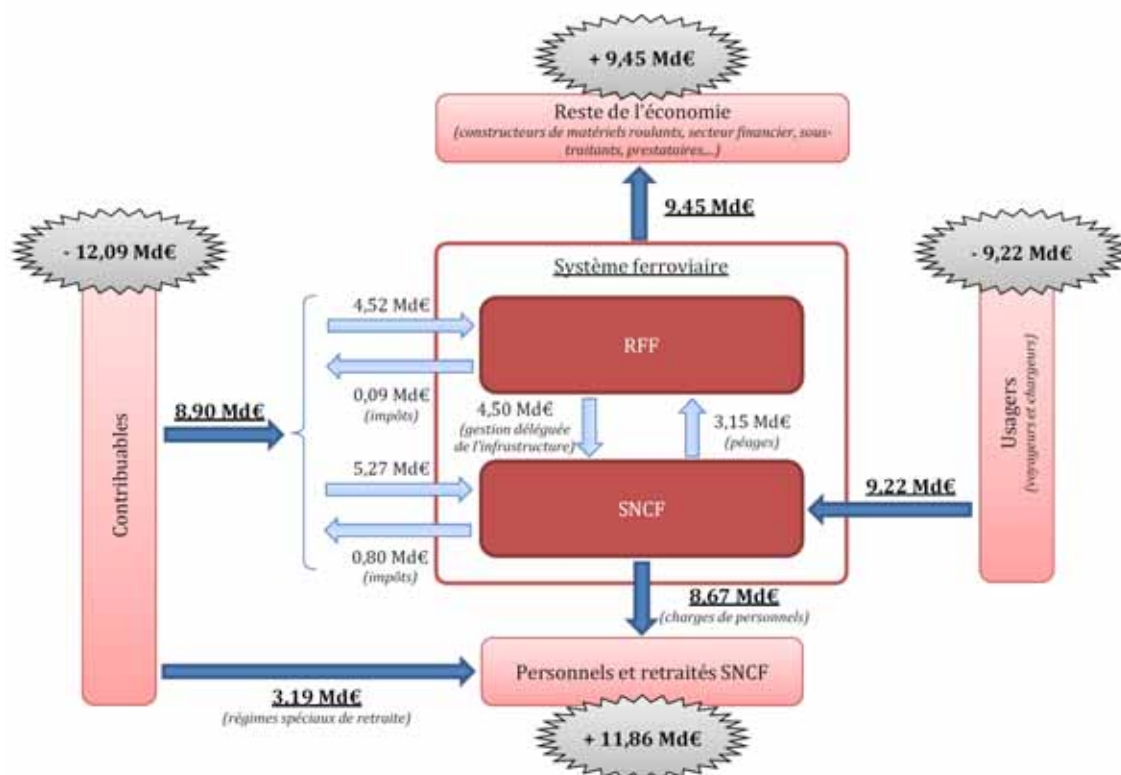 + 9,45 Md€
Reste de l'économie
(constructeurs de matériels roulants, secteur financier, sous-
traitants, prestataires,...)
9,45 Md€
- 12,09 Md€
- 9,22 Md€
Système ferroviaire
4,52 Md€
RFF
0,09 Md€
(impôts)
8,90 Md€
4,50 Md€
(gestion déléguée
de l'infrastructure)
3,15 Md€
(péages)
Contribuables
Usagers
(voyageurs et chargeurs)
5,27 Md€
SNCF
9,22 Md€
0,80 Md€
(impôts)
8,67 Md€
(charges de personnels)
Personnels et retraités SNCF
3,19 Md€
(régimes spéciaux de retraite)
+ 11,86 Md€